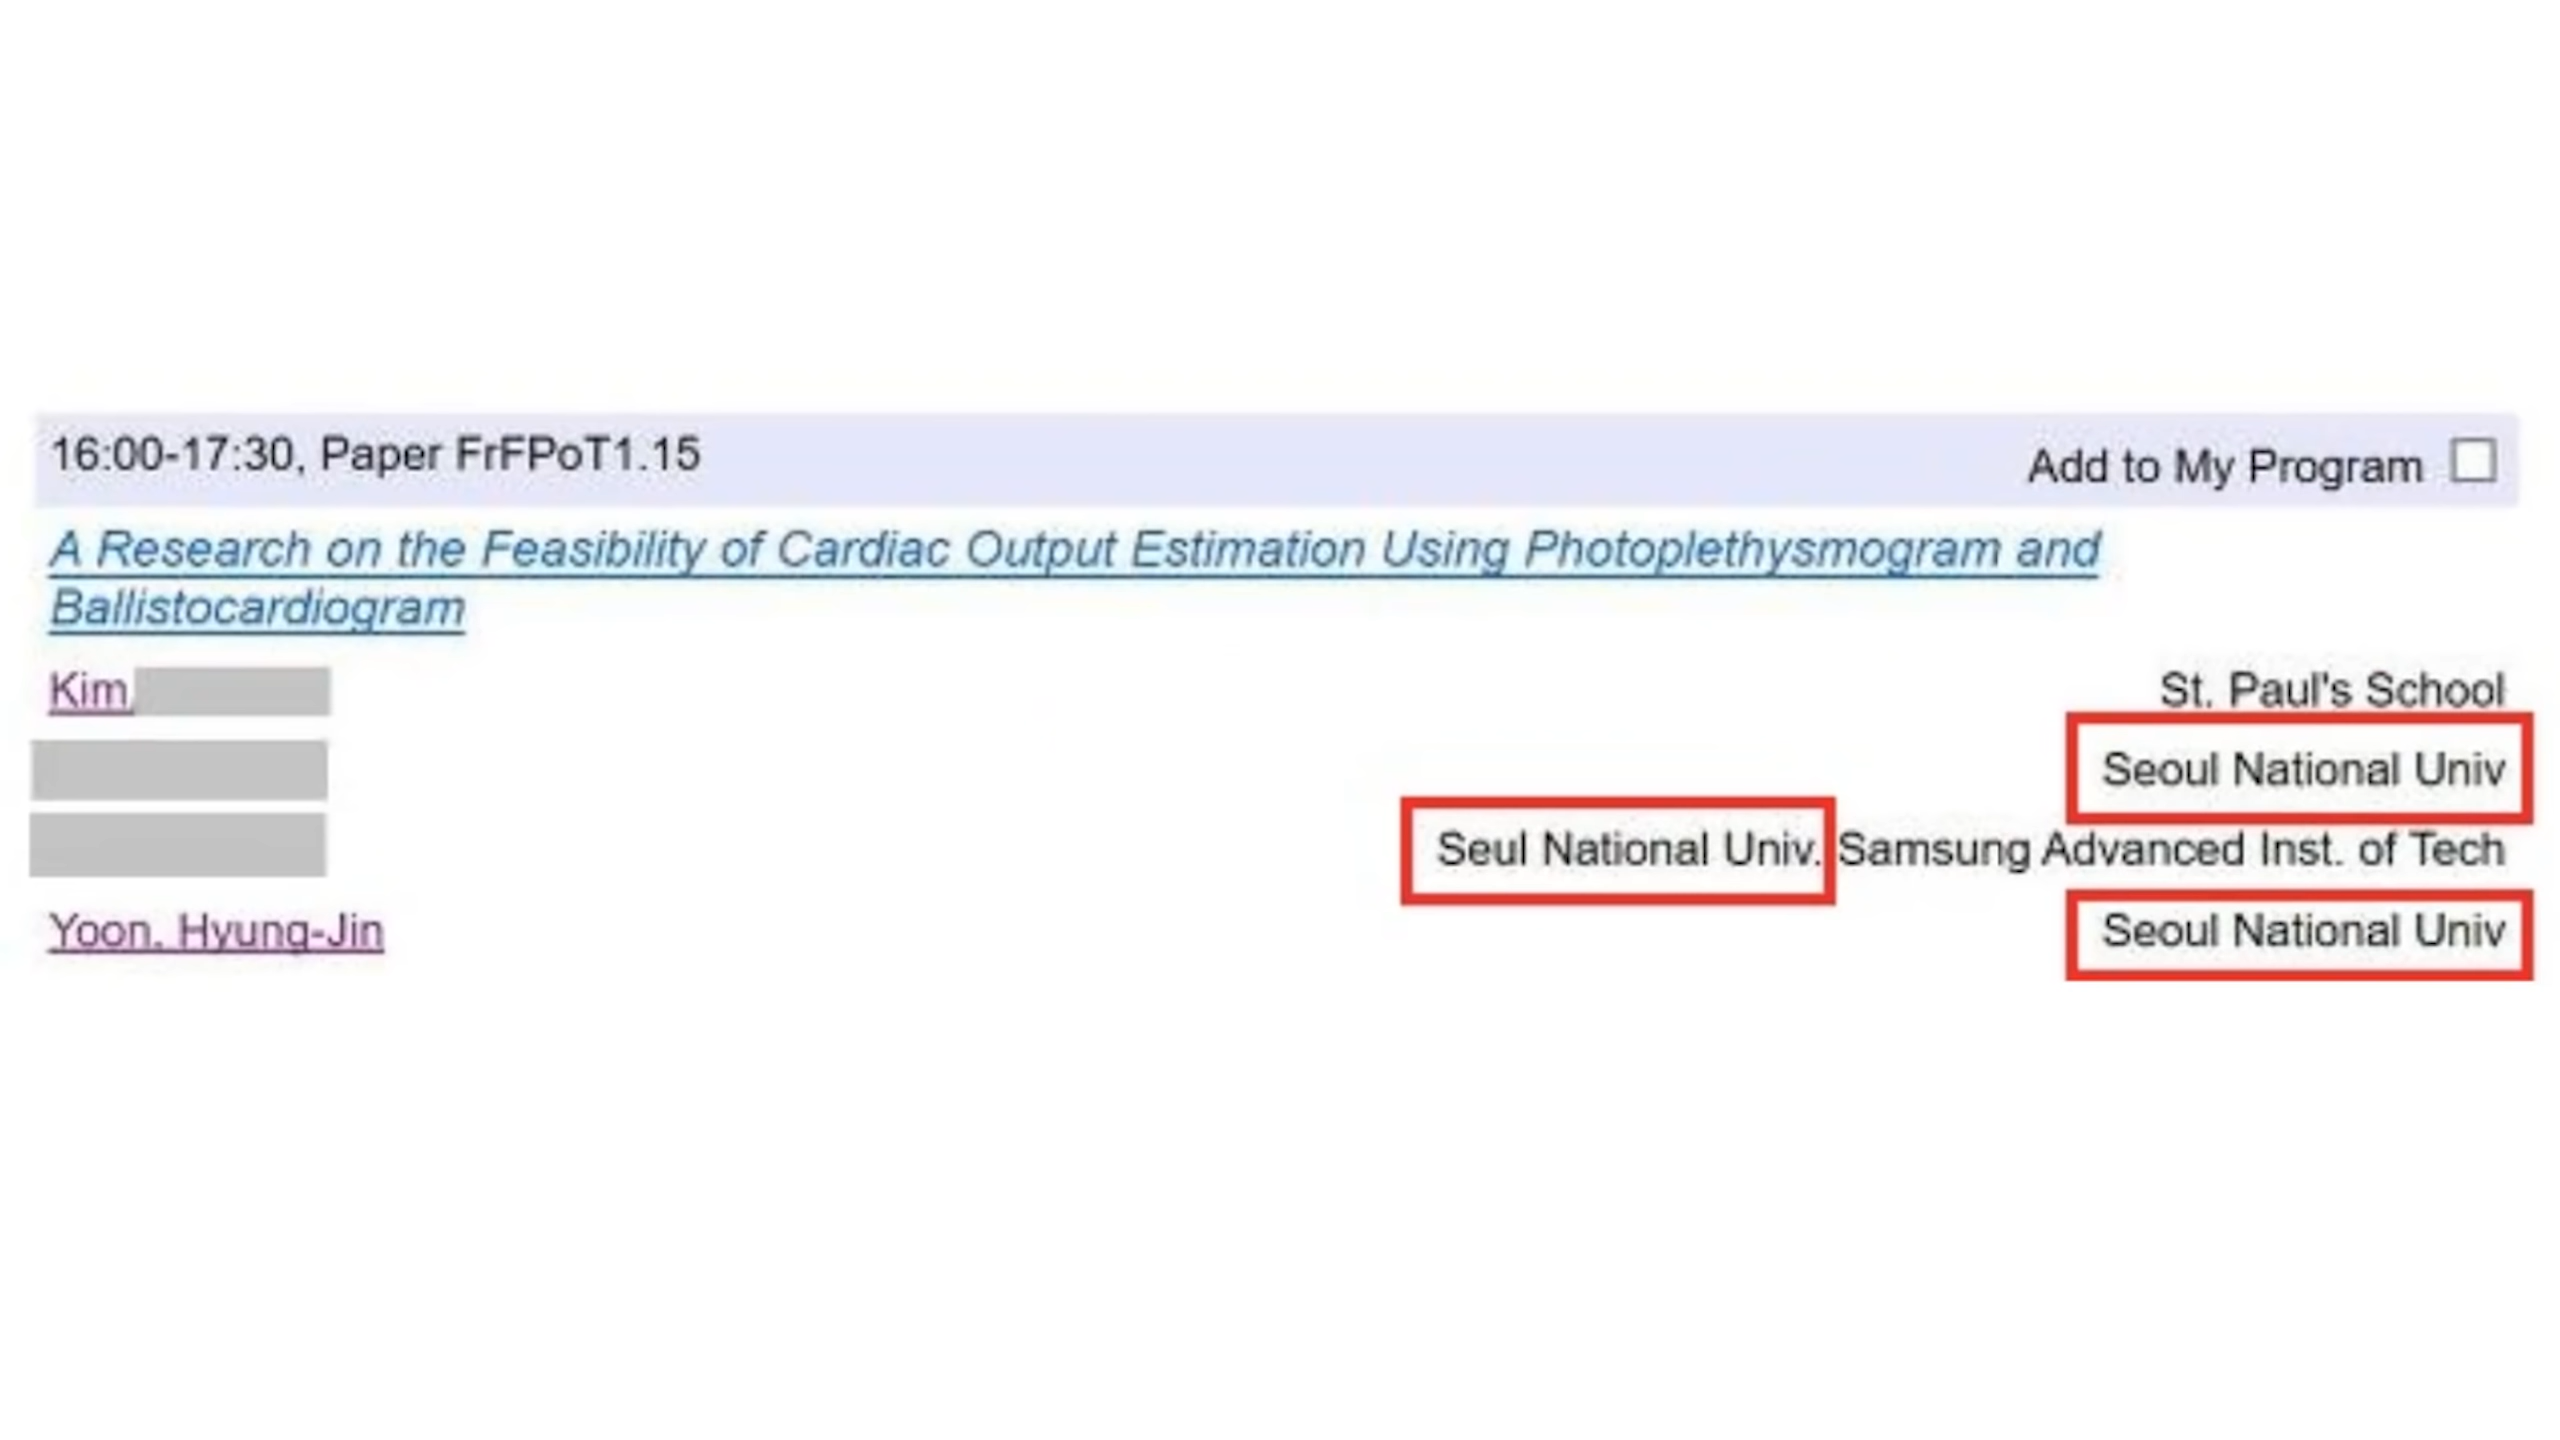 16:00-17:30, Paper FrFPoT1.15 Add to My Program
A Research on the Feasibility of Cardiac Output Estimation Using Photoplethysmogram and
Ballistocardiogram
Kim, St. Paul's School
Seoul National Univ
Seul National Univ. Samsung Advanced Inst. of Tech
Yoon, Hyung-Jin Seoul National Univ